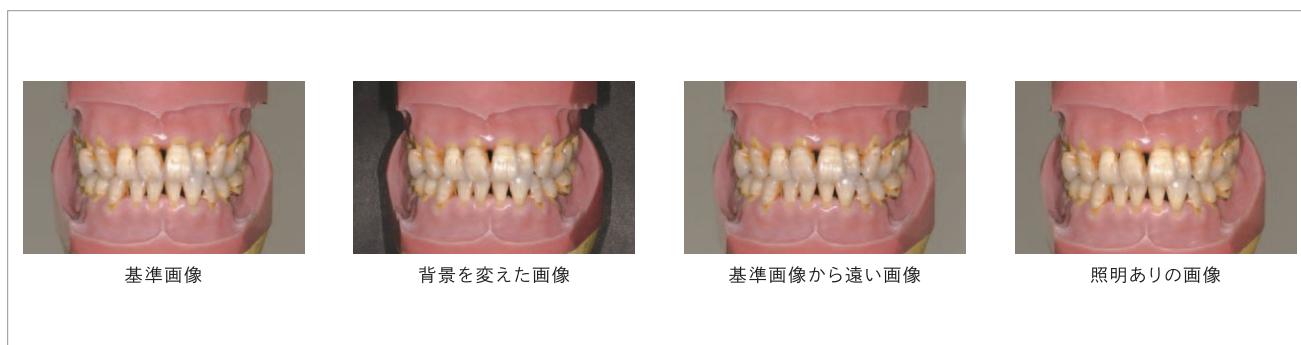 基準画像
背景を変えた画像
基準画像から遠い画像
照明ありの画像